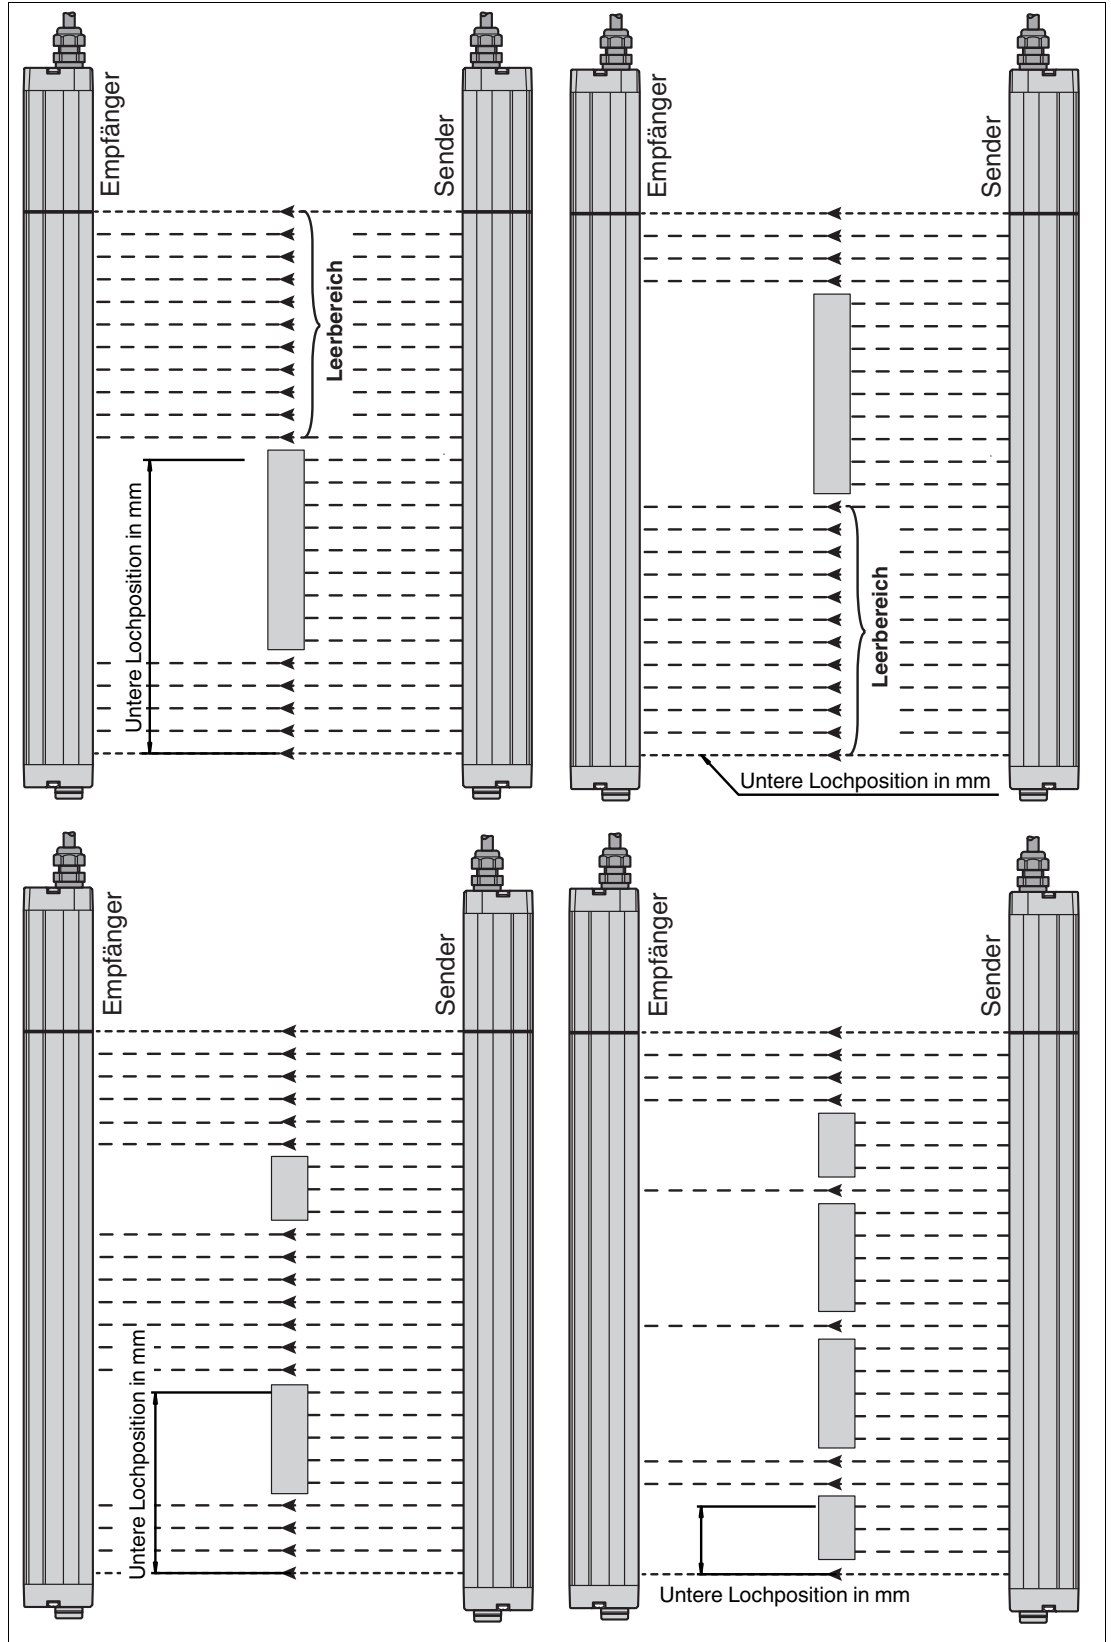 Empfänger
Sender
Leerbereich
Untere Lochposition in mm
Empfänger
Sender
Leerbereich
Untere Lochposition in mm
Empfänger
Sender
Untere Lochposition in mm
Empfänger
Sender
Untere Lochposition in mm